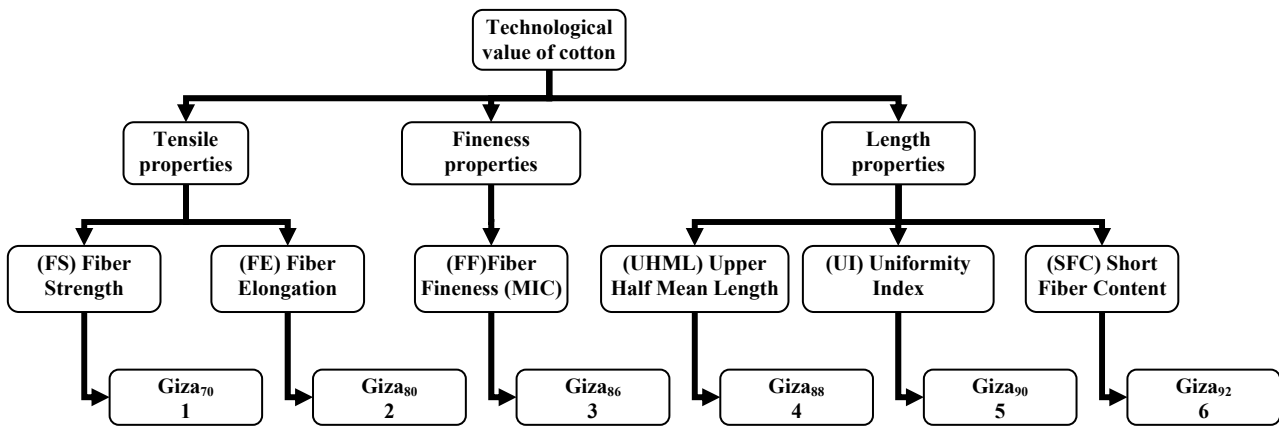 Technological
value of cotton
Tensile
properties
Fineness
properties
Length
properties
(FS) Fiber
Strength
(FE) Fiber
Elongation
(FF)Fiber
Fineness (MIC)
(UHML) Upper
Half Mean Length
(UI) Uniformity
Index
(SFC) Short
Fiber Content
Giza70
1
Giza80
2
Giza86
3
Giza88
4
Giza90
5
Giza92
6